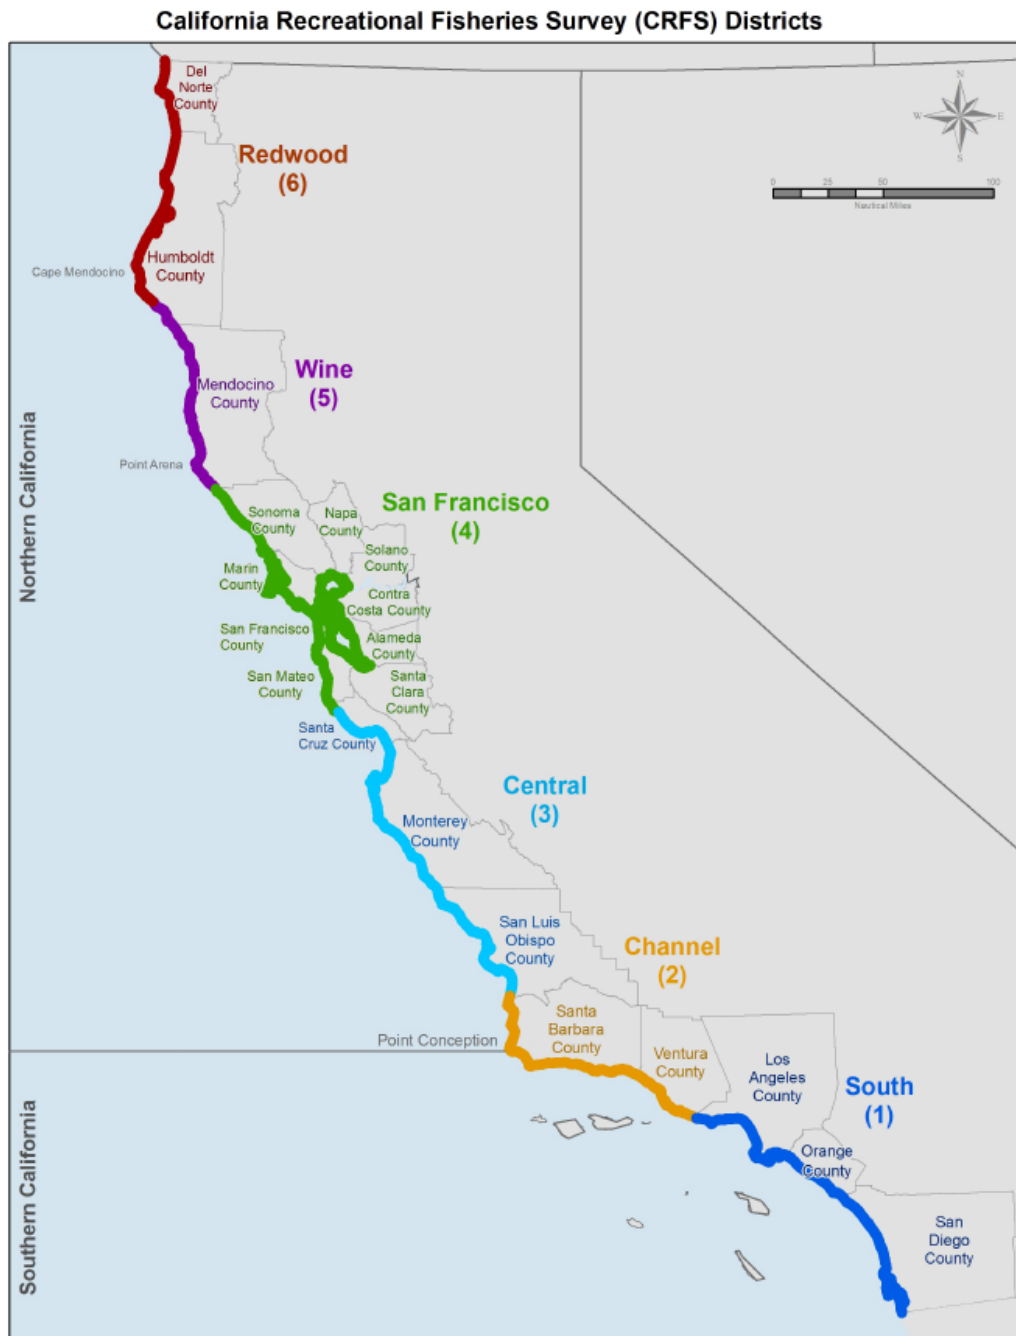 California Recreational Fisheries Survey (CRFS) Districts
Del
Norte
County
N
W
E
S
Redwood
(6)
0
25
50
100
Nautical Miles
Humboldt
County
Cape Mendocino
Wine
(5)
Mendocino
County
Northern California
Point Arena
San Francisco
(4)
Sonoma
County
Napa
County
Solano
County
Marin
County
Contra
Costa County
San Francisco
County
Alameda
County
San Mateo
County
Santa
Clara
County
Santa
Cruz County
Central
(3)
Monterey
County
San Luis
Obispo
County
Channel
(2)
Santa
Barbara
County
Point Conception
Ventura
County
Los
Angeles
County
South
(1)
Southern California
Orange
County
San
Diego
County